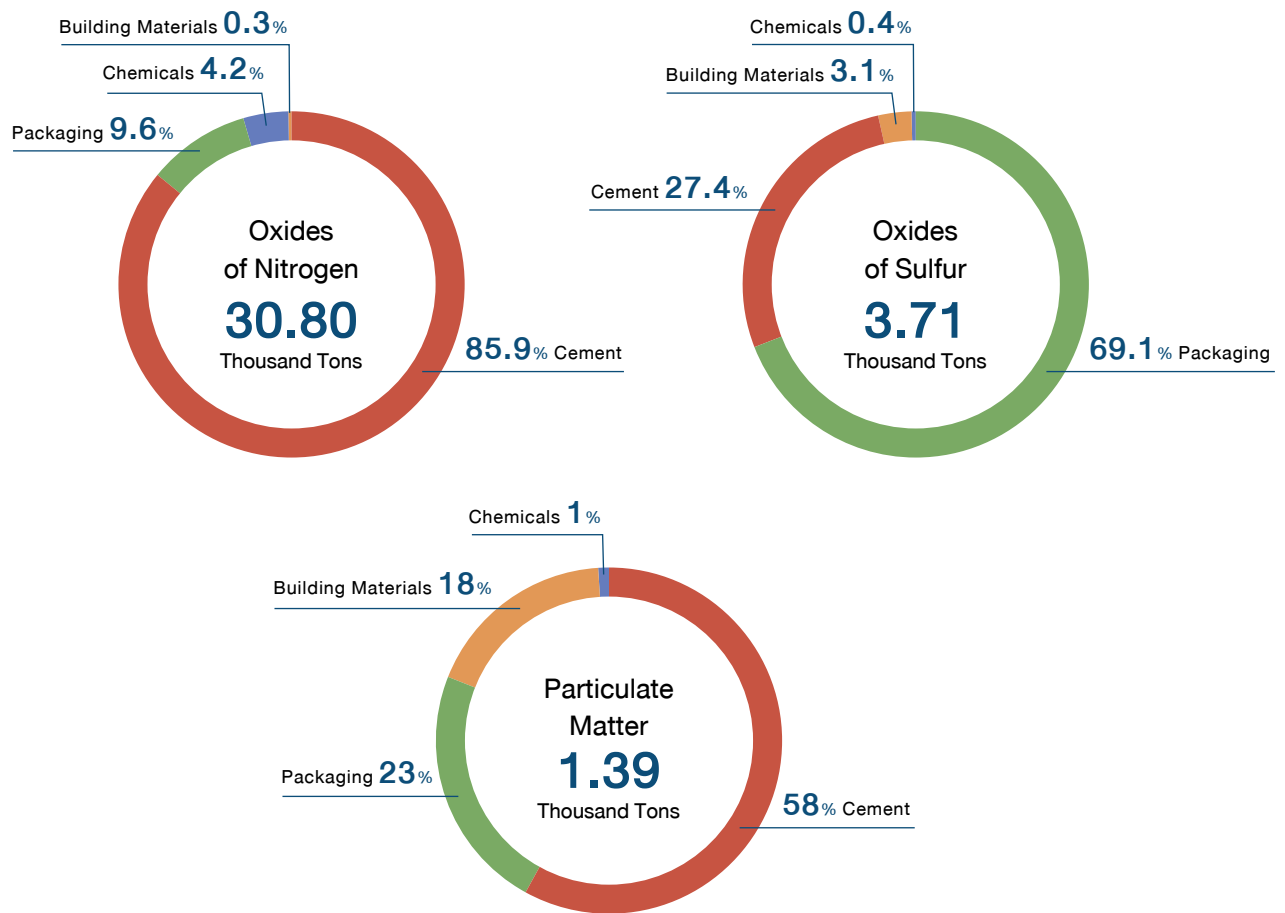 Building Materials 0.3%
Chemicals 4.2%
Packaging 9.6%
Oxides
of Nitrogen
30.80
Thousand Tons
85.9% Cement
Chemicals 0.4%
Building Materials 3.1%
Cement 27.4%
Oxides
of Sulfur
3.71
Thousand Tons
69.1% Packaging
Chemicals 1%
Building Materials 18%
Particulate
Matter
1.39
Thousand Tons
Packaging 23%
58% Cement